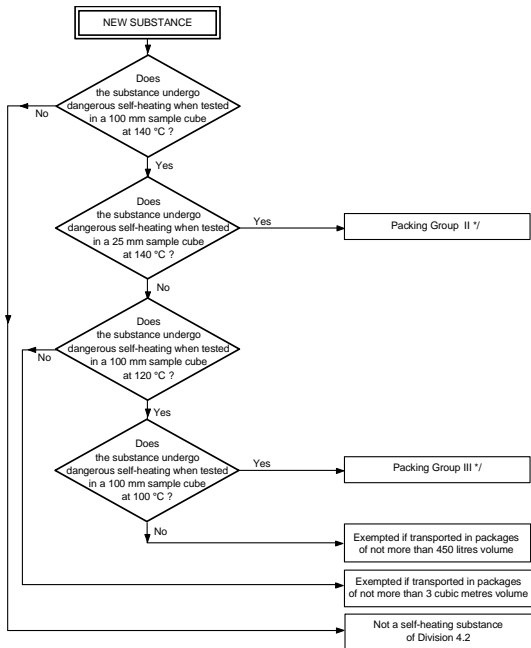 NEW SUBSTANCE
Does
the substance undergo
dangerous self-heating when tested
in a 100 mm sample cube
at 140 °C ?
No
Yes
Does
the substance undergo
dangerous self-heating when tested
in a 25 mm sample cube
at 140 °C ?
Yes
Packing Group II */
No
Does
the substance undergo
dangerous self-heating when tested
in a 100 mm sample cube
at 120 °C ?
No
Yes
Does
the substance undergo
dangerous self-heating when tested
in a 100 mm sample cube
at 100 °C ?
Yes
Packing Group III */
No
Exempted if transported in packages
of not more than 450 litres volume
Exempted if transported in packages
of not more than 3 cubic metres volume
Not a self-heating substance
of Division 4.2